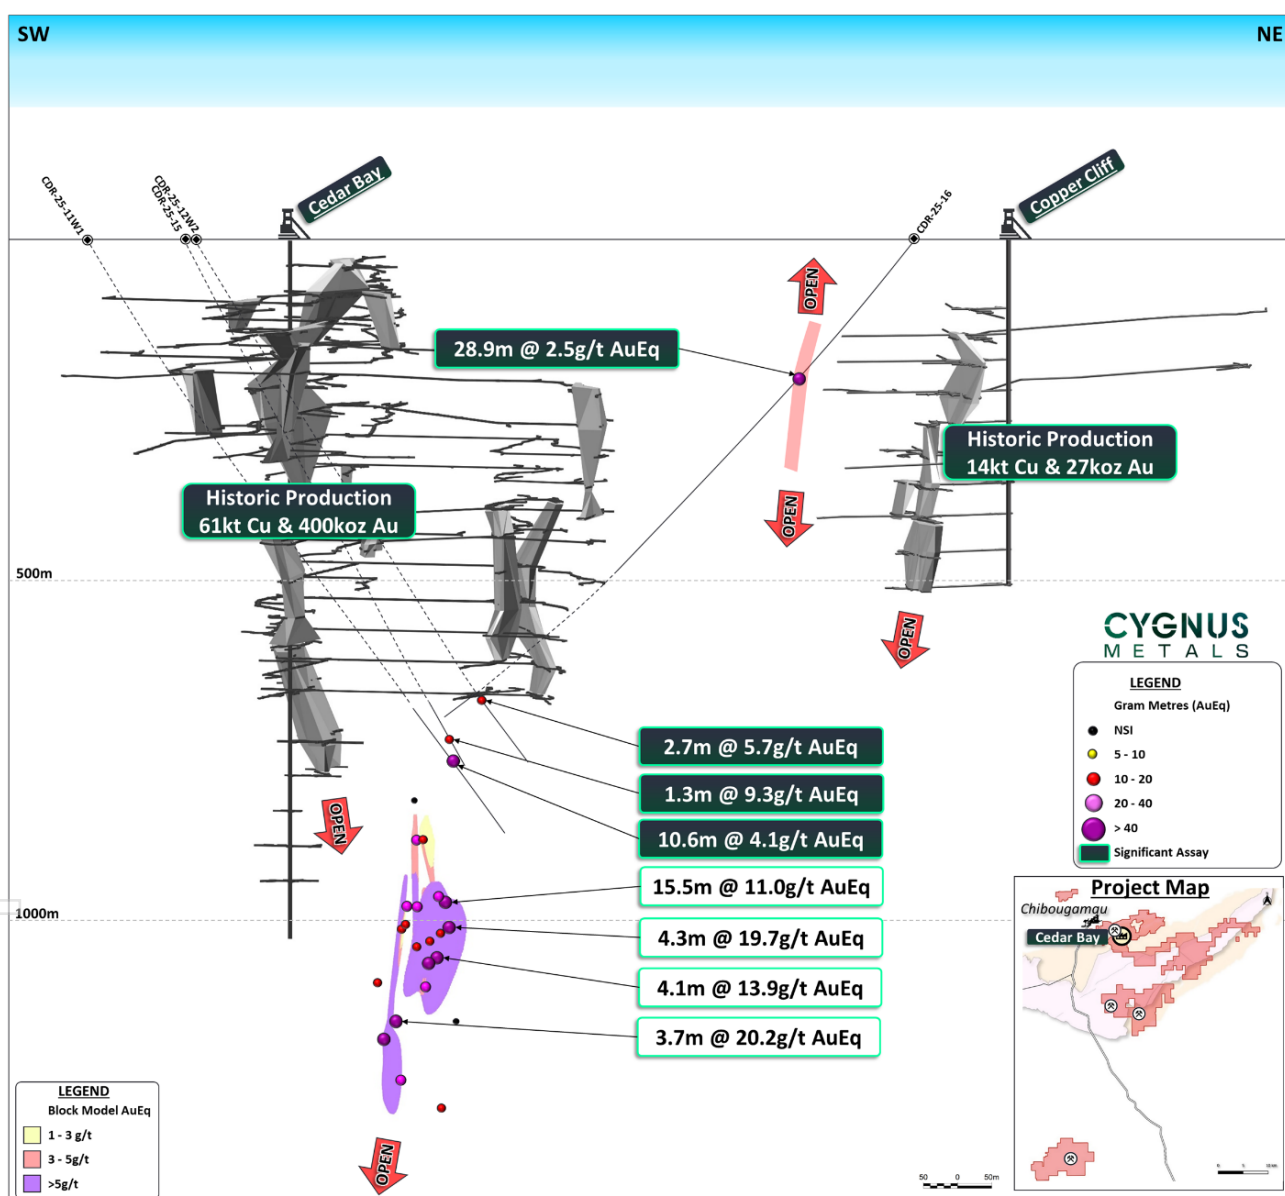 SW
NE
CDR-25-11W1
CDR-25-12W2
CDR-25-15
Cedar Bay
CDR-25-16
Copper Cliff
OPEN
28.9m @ 2.5g/t AuEq
Historic Production
14kt Cu & 27koz Au
Historic Production
61kt Cu & 400koz Au
OPEN
500m
OPEN
CYGNUS
METALS
LEGEND
Gram Metres (AuEq)
NSI
5 - 10
10 - 20
20 - 40
> 40
Significant Assay
2.7m @ 5.7g/t AuEq
1.3m @ 9.3g/t AuEq
10.6m @ 4.1g/t AuEq
OPEN
15.5m @ 11.0g/t AuEq
4.3m @ 19.7g/t AuEq
4.1m @ 13.9g/t AuEq
3.7m @ 20.2g/t AuEq
1000m
Project Map
Chibougamau
Cedar Bay
LEGEND
Block Model AuEq
1 - 3 g/t
3 - 5g/t
>5g/t
OPEN
50 0 50m